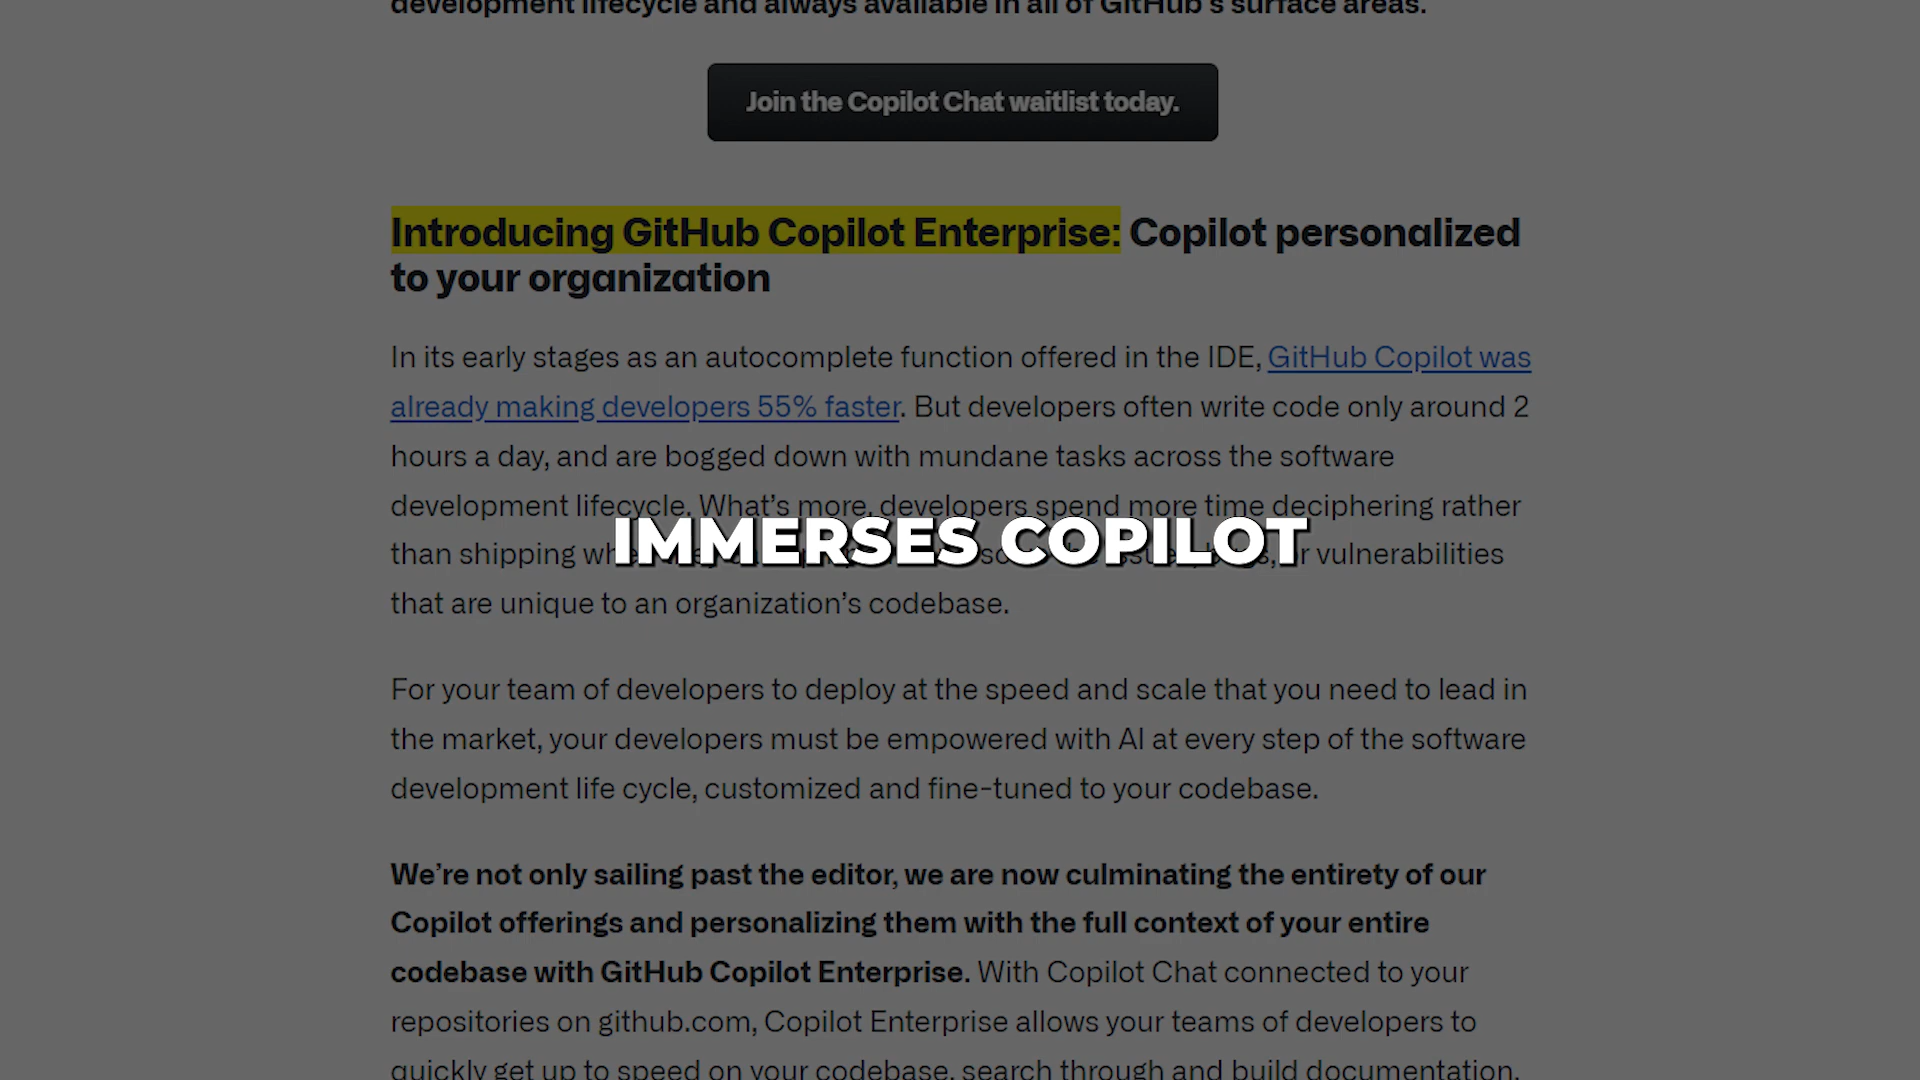 development lifecycle and always available in all of GitHub's surface areas.
Join the Copilot Chat waitlist today.
Introducing GitHub Copilot Enterprise: Copilot personalized
to your organization
In its early stages as an autocomplete function offered in the IDE, GitHub Copilot was
already making developers 55% faster. But developers often write code only around 2
hours a day, and are bogged down with mundane tasks across the software
development lifecycle. What’s more, developers spend more time deciphering rather
IMMERSES COPILOT
than shipping or vulnerabilities
that are unique to an organization’s codebase.
For your team of developers to deploy at the speed and scale that you need to lead in
the market, your developers must be empowered with AI at every step of the software
development life cycle, customized and fine-tuned to your codebase.
We’re not only sailing past the editor, we are now culminating the entirety of our
Copilot offerings and personalizing them with the full context of your entire
codebase with GitHub Copilot Enterprise. With Copilot Chat connected to your
repositories on github.com, Copilot Enterprise allows your teams of developers to
quickly get up to speed on your codebase, search through and build documentation,